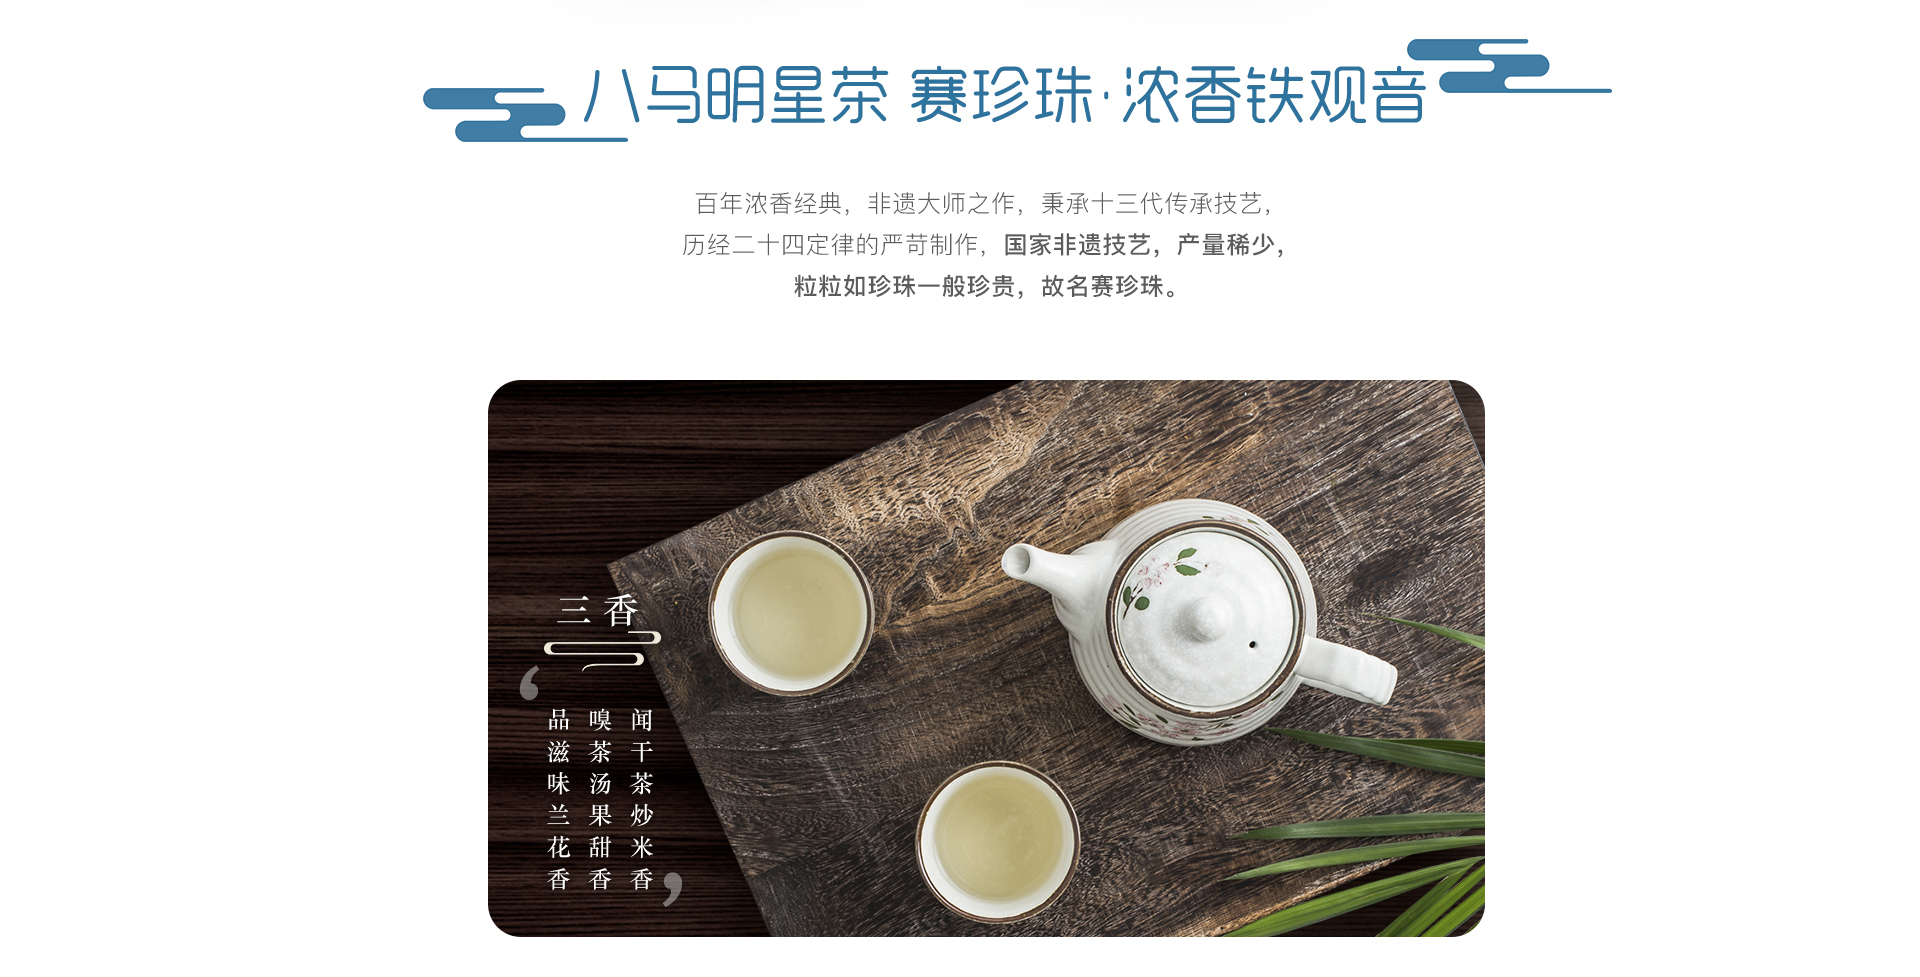 八马明星茶 赛珍珠·浓香铁观音
百年浓香经典，非遗大师之作，秉承十三代传承技艺，
历经二十四定律的严苛制作，国家非遗技艺，产量稀少，
粒粒如珍珠一般珍贵，故名赛珍珠。
三香
‘
闻干茶炒米香
嗅茶汤果甜香
品滋味兰花香
’